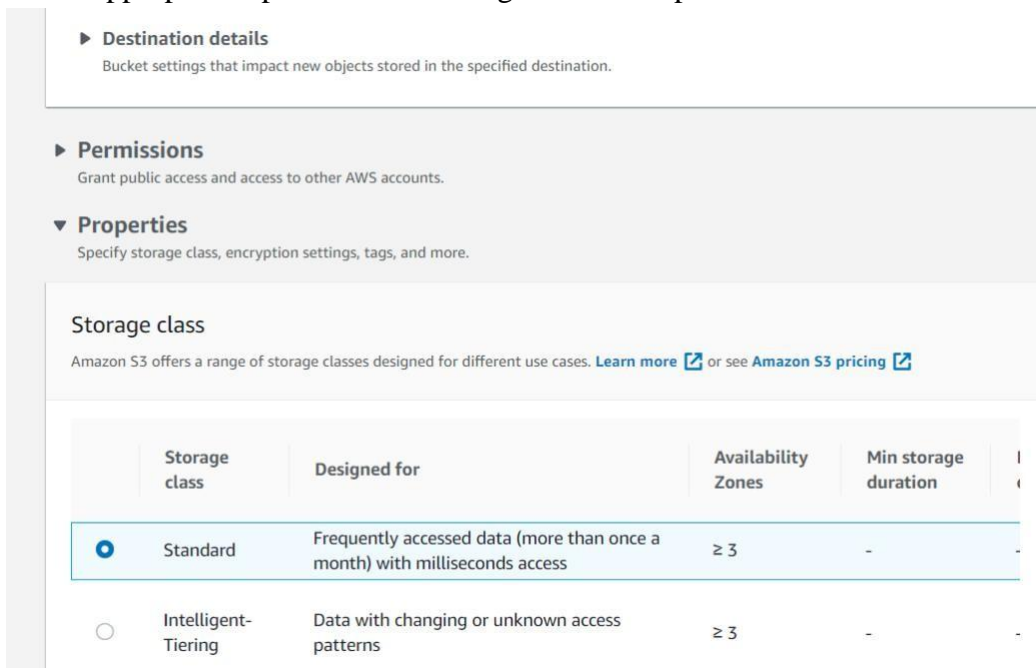 ▶ Destination details
Bucket settings that impact new objects stored in the specified destination.
▶ Permissions
Grant public access and access to other AWS accounts.
▼ Properties
Specify storage class, encryption settings, tags, and more.
Storage class
Amazon S3 offers a range of storage classes designed for different use cases. Learn more or see Amazon S3 pricing
Storage class
Designed for
Availability Zones
Min storage duration
Standard
Frequently accessed data (more than once a
month) with milliseconds access
≥ 3
-
-
Intelligent-
Tiering
Data with changing or unknown access
patterns
≥ 3
-
-